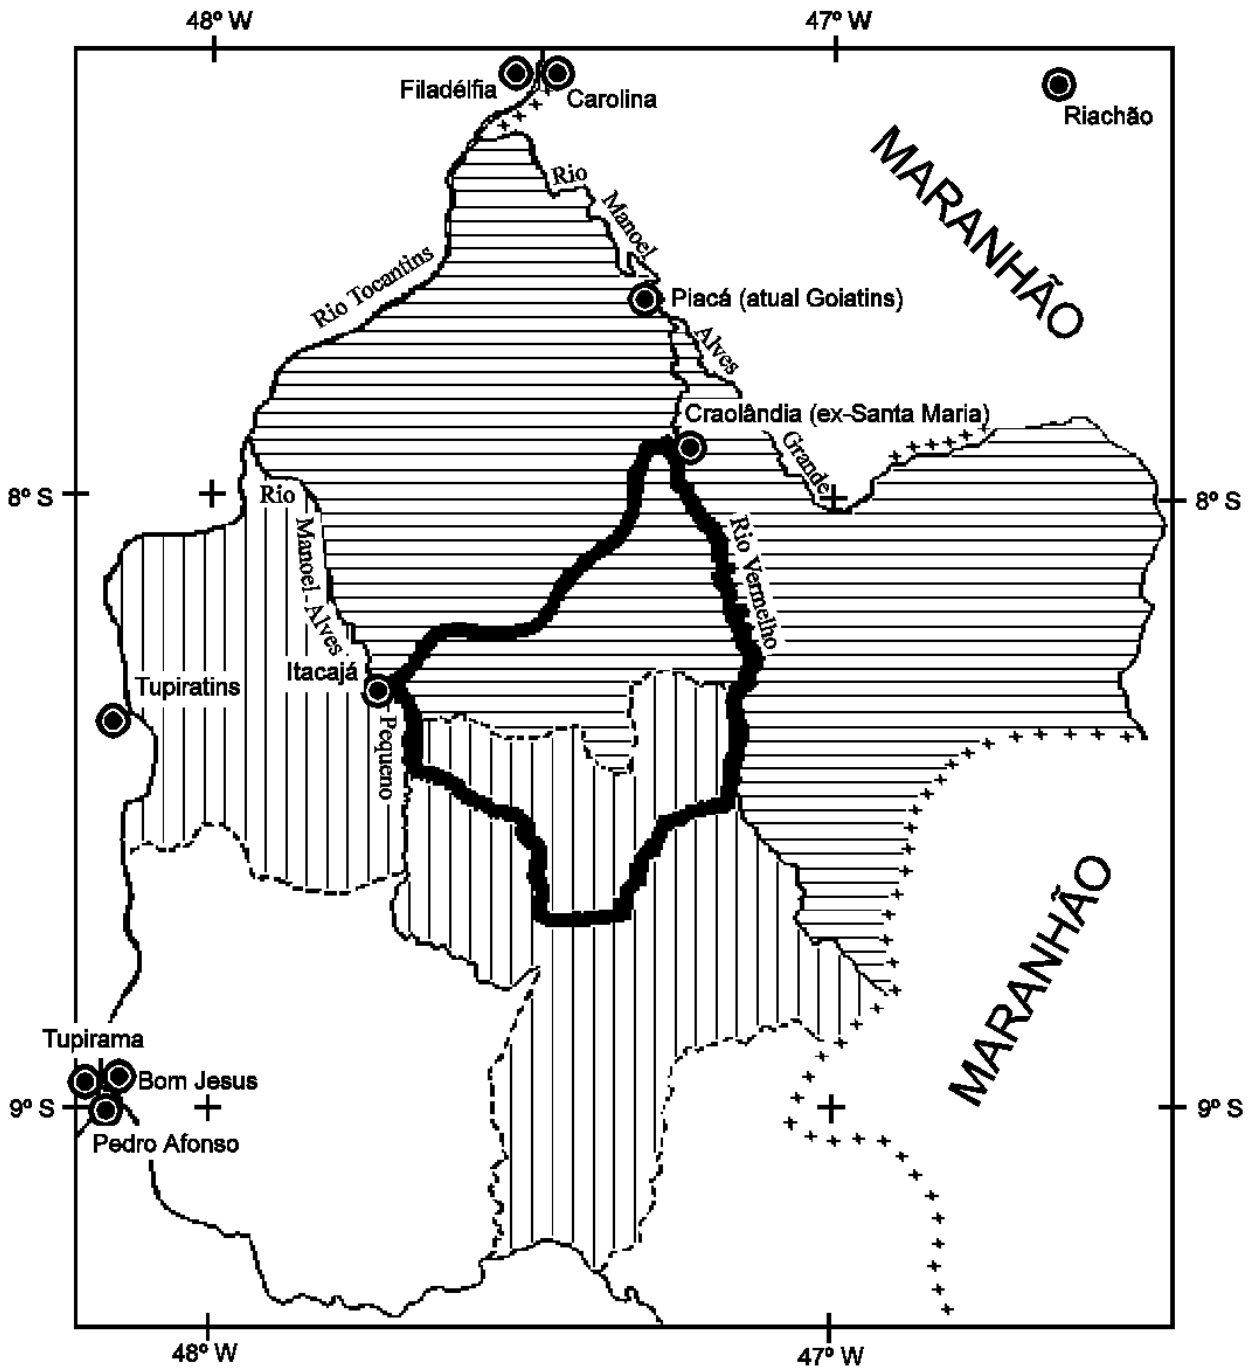 48º W
47º W
Filadélfia
Carolina
Riachão
MARANHÃO
Rio
Manoel
Rio Tocantins
Piacá (atual Goiatins)
Alves
Craolândia (ex-Santa Maria)
Grande
8º S
8º S
Rio
Manoel Alves
Rio Vermelho
Itacajá
Tupiratins
Pequeno
MARANHÃO
Tupirama
Bom Jesus
9º S
9º S
Pedro Afonso
48º W
47º W